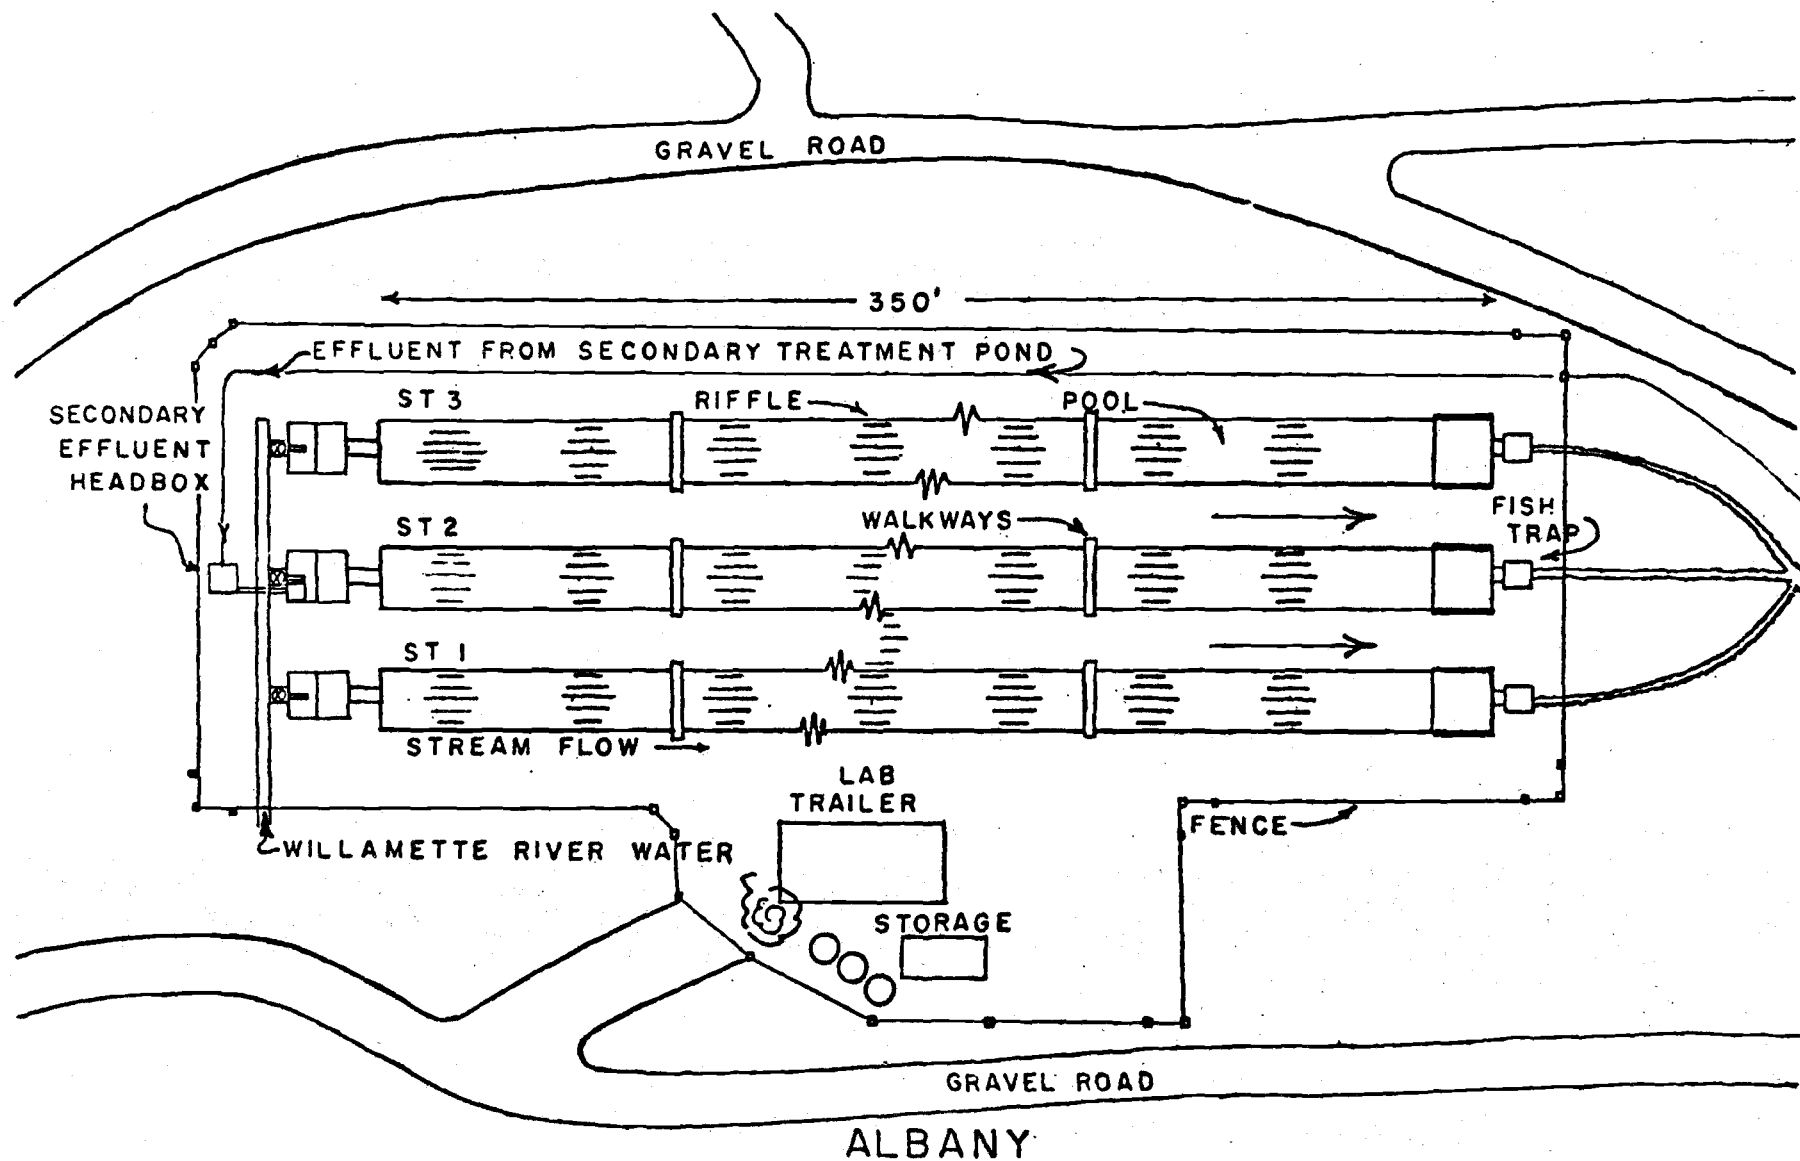 GRAVEL ROAD
350'
EFFLUENT FROM SECONDARY TREATMENT POND
ST 3
RIFFLE
POOL
SECONDARY
EFFLUENT
HEADBOX
ST 2
WALKWAYS
FISH
TRAP
ST 1
STREAM FLOW
LAB
TRAILER
FENCE
WILLAMETTE RIVER WATER
STORAGE
GRAVEL ROAD
ALBANY